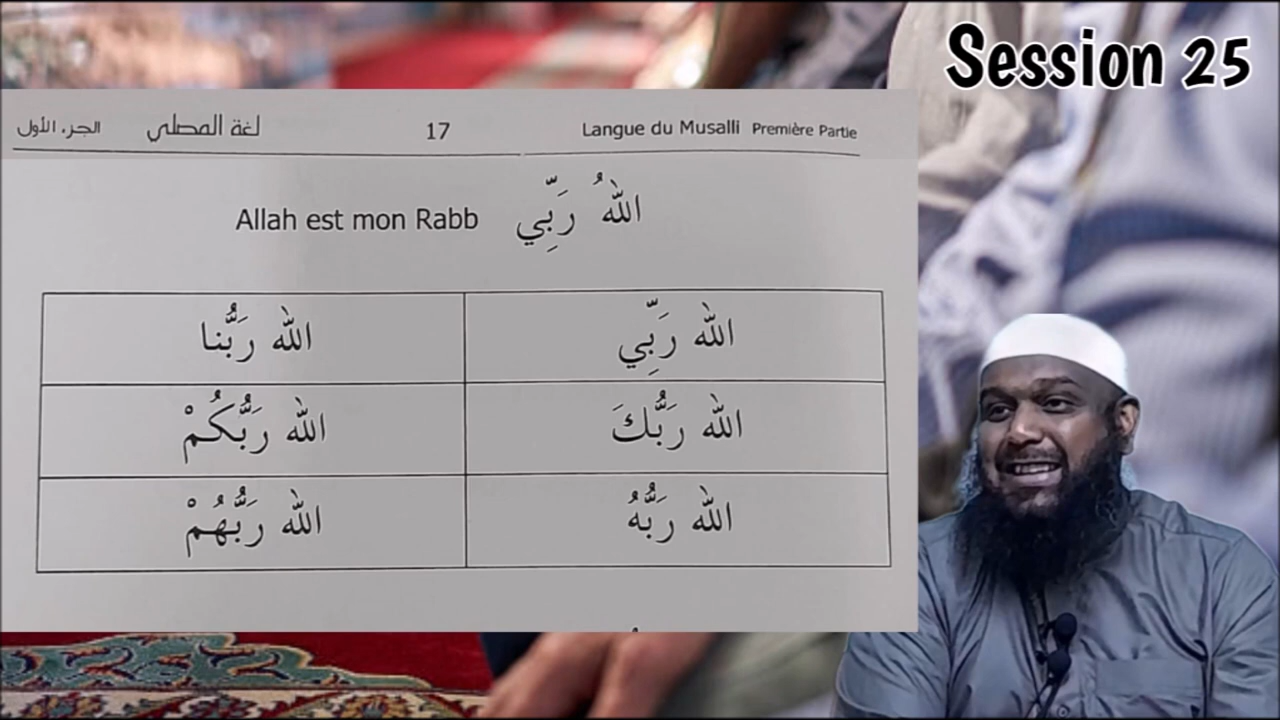 Session 25
الجزء الأول لغة المصلي 17 Langue du Musalli Première Partie
Allah est mon Rabb اللهُ رَبِّي
الله رَبِّي الله رَبُّنا
الله رَبُّكَ الله رَبُّكُمْ
الله رَبُّهُ الله رَبُّهُمْ